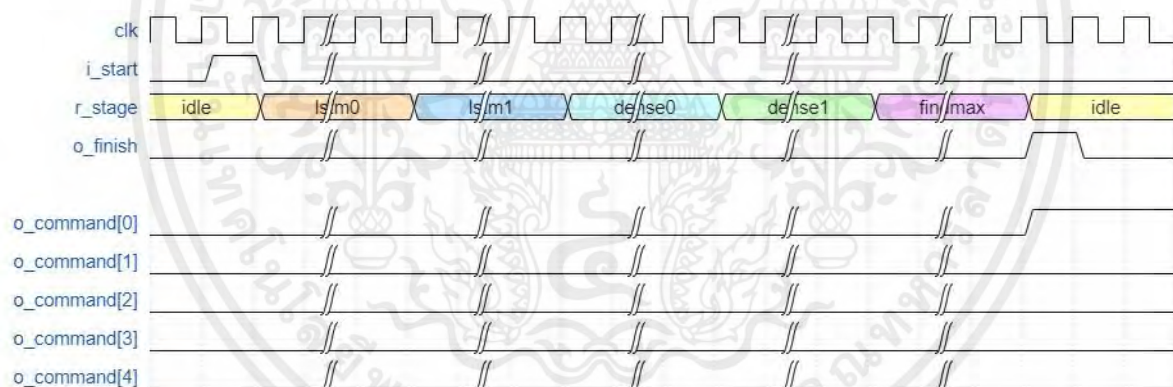 clk
i_start
r_stage idle lstm0 lstm1 dense0 dense1 findmax idle
o_finish
o_command[0]
o_command[1]
o_command[2]
o_command[3]
o_command[4]